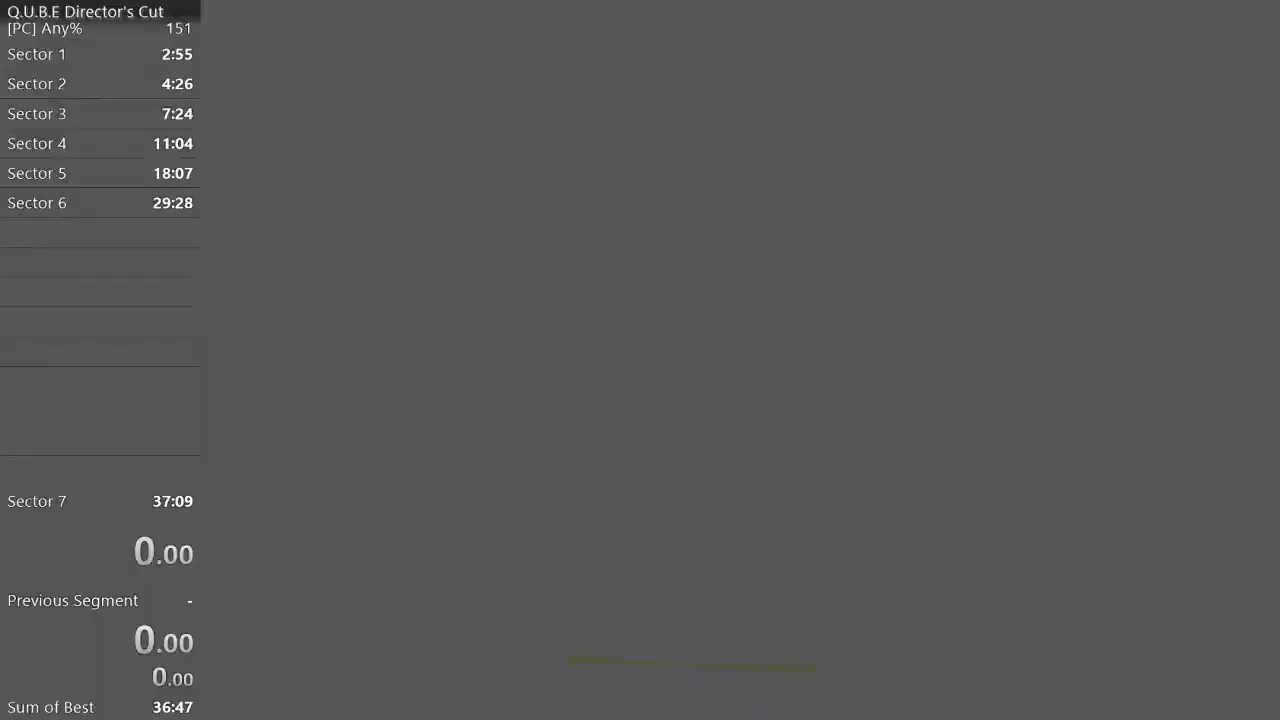 Q.U.B.E Director's Cut
[PC] Any% 151
Sector 1 2:55
Sector 2 4:26
Sector 3 7:24
Sector 4 11:04
Sector 5 18:07
Sector 6 29:28
Sector 7 37:09
0.00
Previous Segment -
0.00
0.00
Sum of Best 36:47